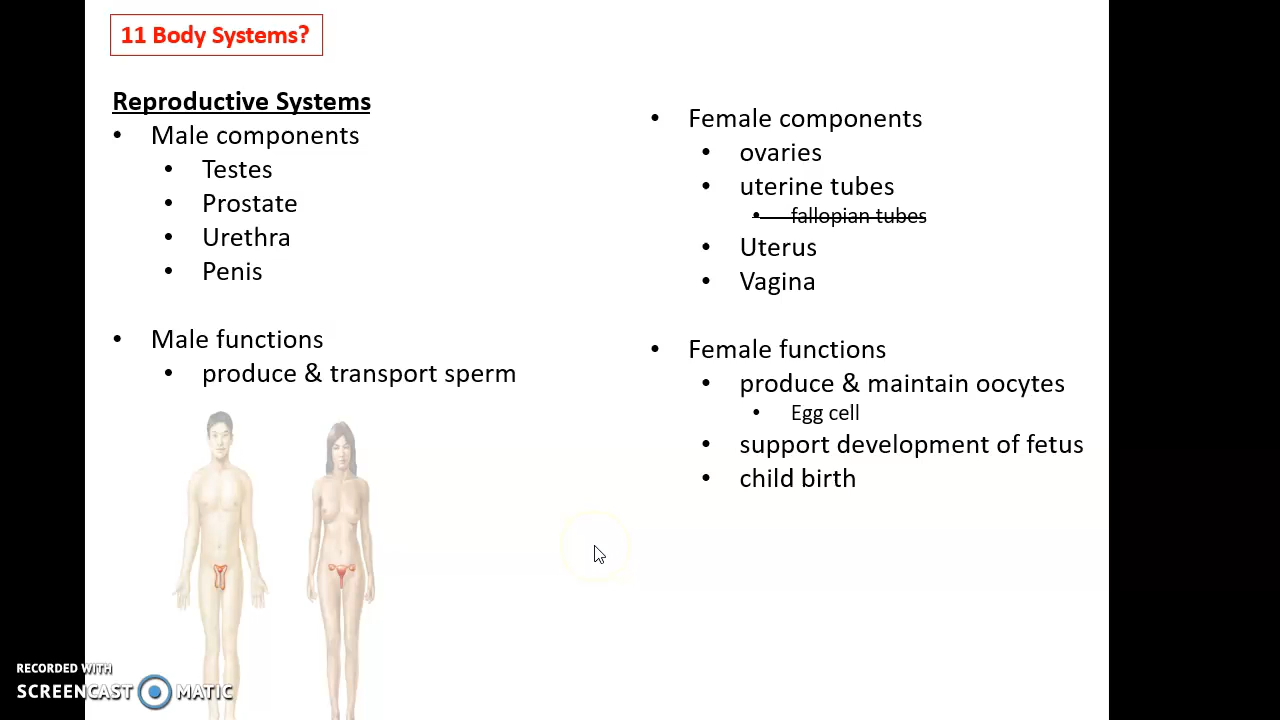 11 Body Systems?
Reproductive Systems
• Male components
• Testes
• Prostate
• Urethra
• Penis
• Male functions
• produce & transport sperm
• Female components
• ovaries
• uterine tubes
• fallopian tubes
• Uterus
• Vagina
• Female functions
• produce & maintain oocytes
• Egg cell
• support development of fetus
• child birth
RECORDED WITH
SCREENCAST MATIC